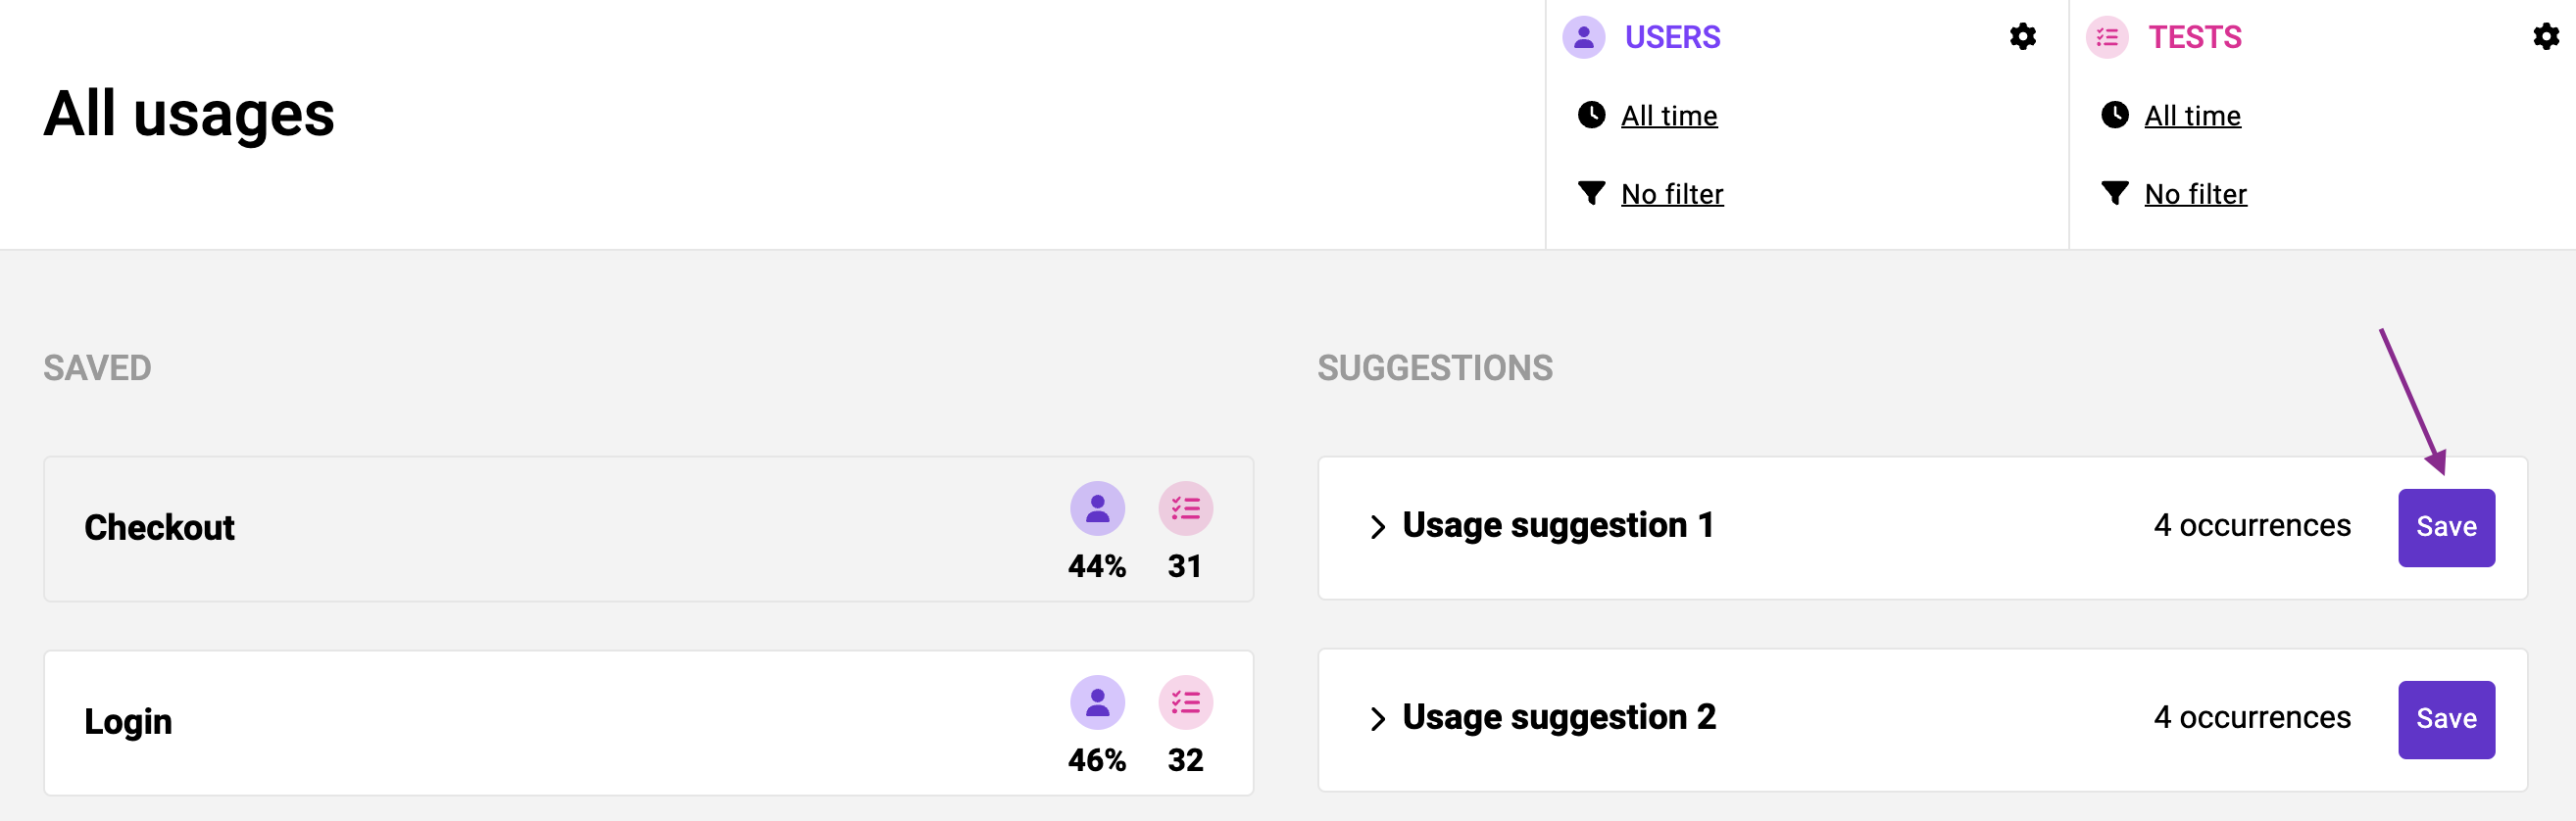 All usages
USERS
All time
No filter
TESTS
All time
No filter
SAVED
Checkout
44%
31
Login
46%
32
SUGGESTIONS
Usage suggestion 1
4 occurrences
Save
Usage suggestion 2
4 occurrences
Save